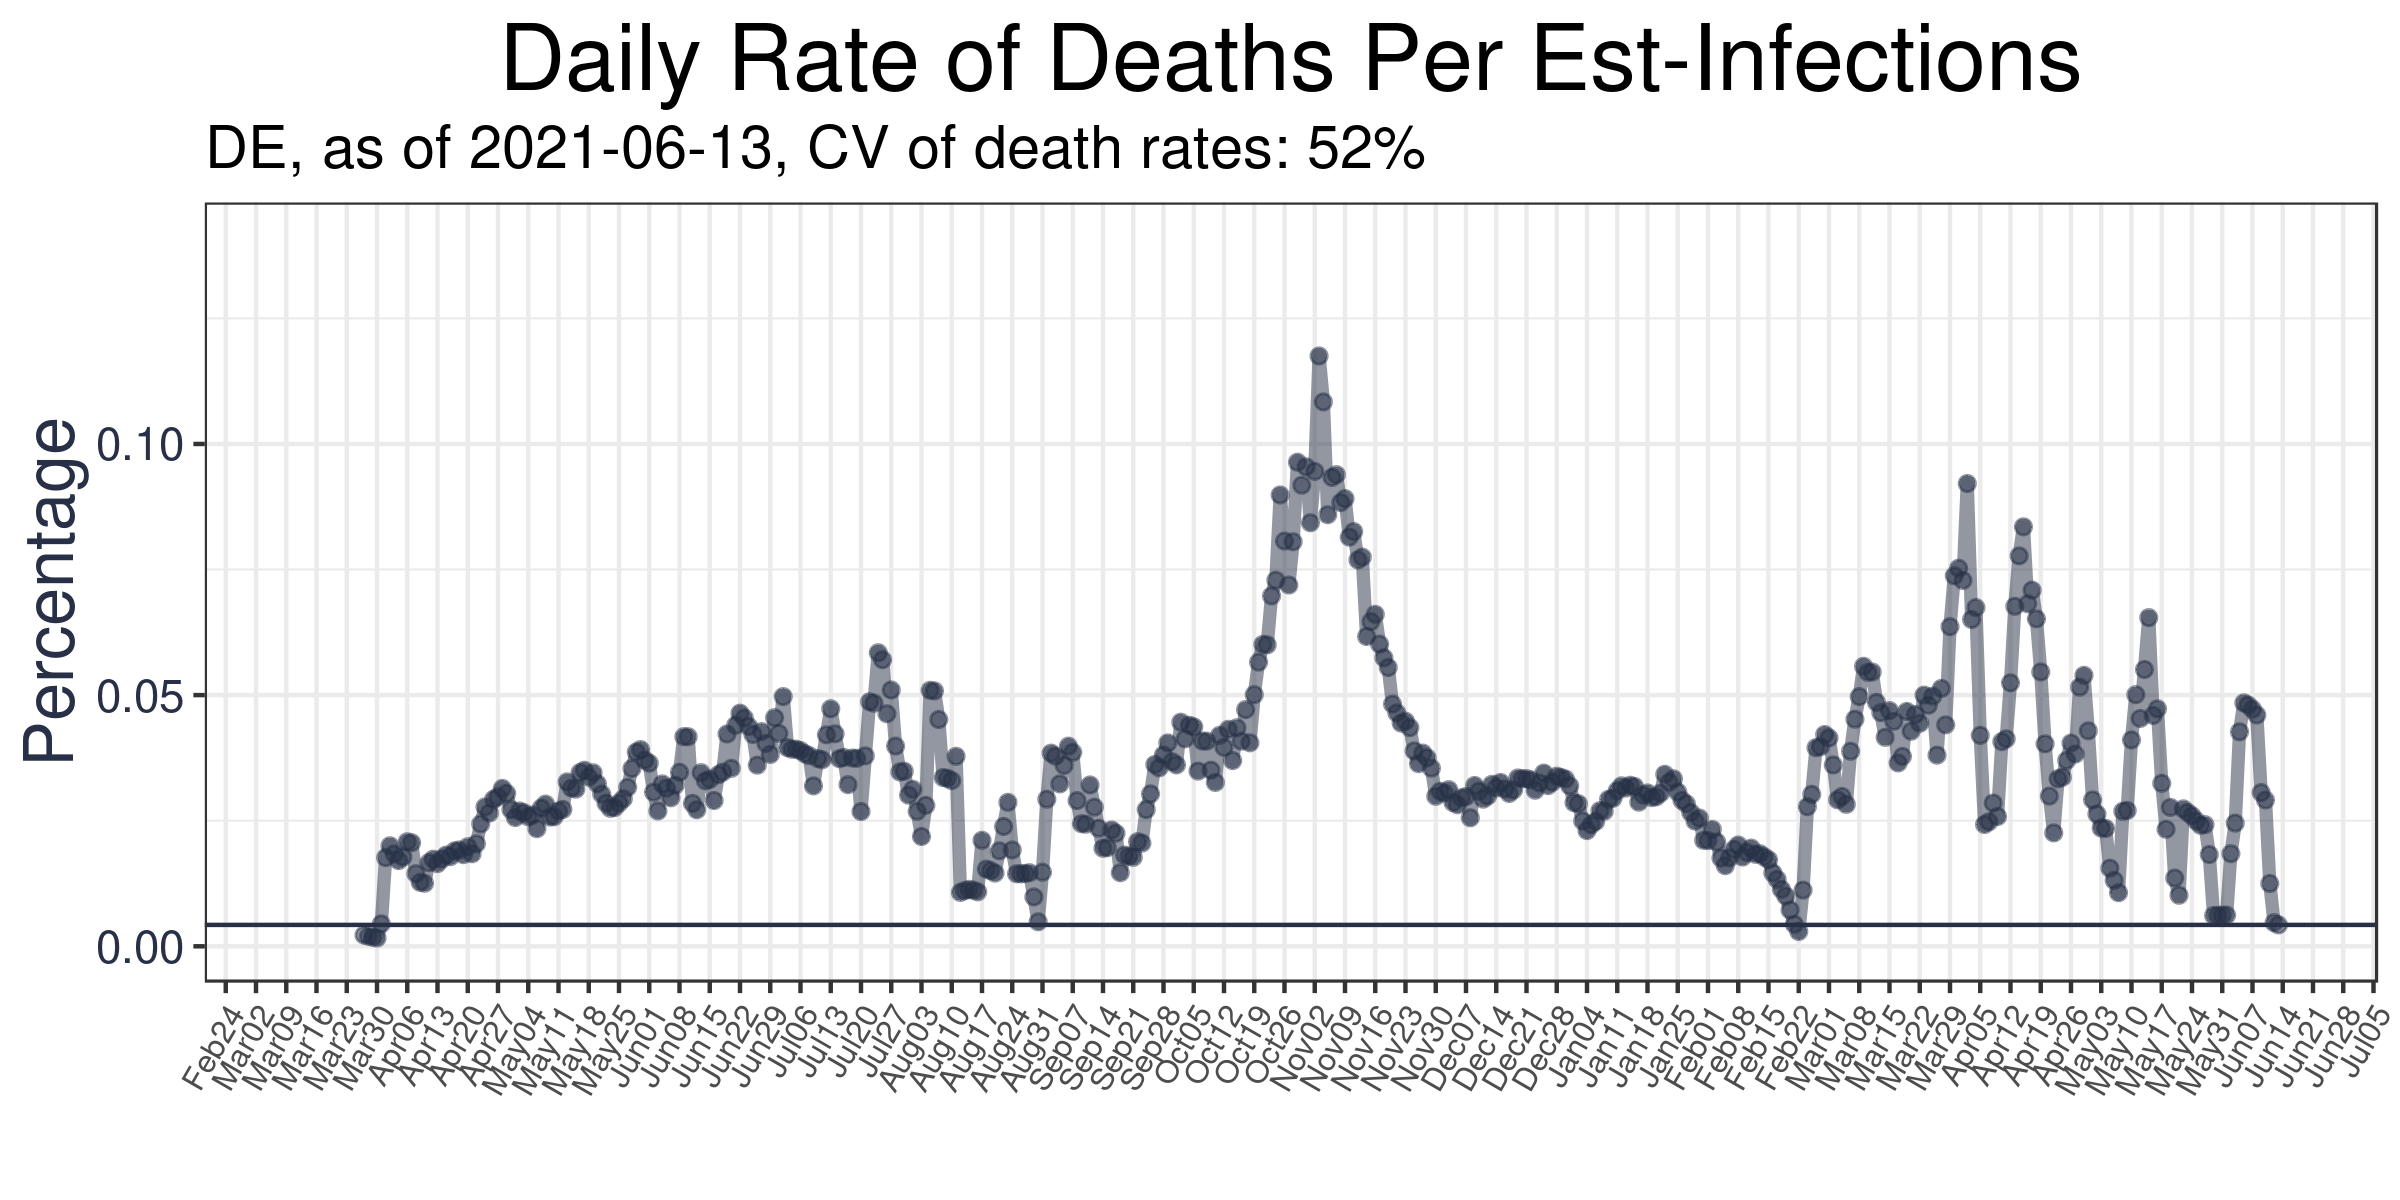 Daily Rate of Deaths Per Est-Infections
DE, as of 2021-06-13, CV of death rates: 52%
Percentage
0.10
0.05
0.00
Feb24
Mar02
Mar09
Mar16
Mar23
Mar30
Apr06
Apr13
Apr20
Apr27
May04
May11
May18
May25
Jun01
Jun08
Jun15
Jun22
Jun29
Jul06
Jul13
Jul20
Jul27
Aug03
Aug10
Aug17
Aug24
Aug31
Sep07
Sep14
Sep21
Sep28
Oct05
Oct12
Oct19
Oct26
Nov02
Nov09
Nov16
Nov23
Nov30
Dec07
Dec14
Dec21
Dec28
Jan04
Jan11
Jan18
Jan25
Feb01
Feb08
Feb15
Feb22
Mar01
Mar08
Mar15
Mar22
Mar29
Apr05
Apr12
Apr19
Apr26
May03
May10
May17
May24
May31
Jun07
Jun14
Jun21
Jun28
Jul05